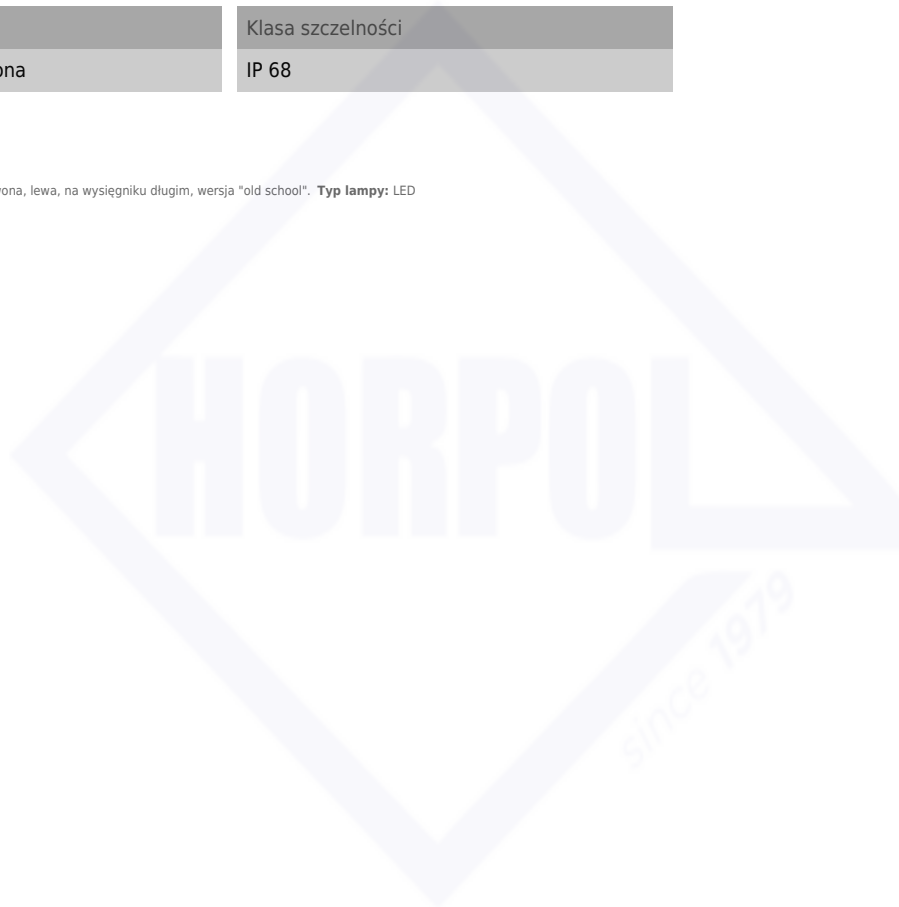 Klasa szczelności
IP 68
lewa, na wysięgniku długim, wersja "old school". Typ lampy: LED
HORPOL
since 1979